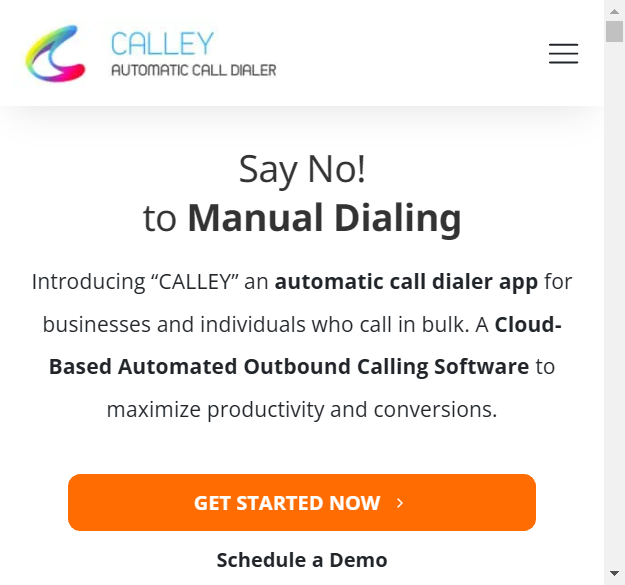 CALLEY
AUTOMATIC CALL DIALER
Say No!
to Manual Dialing
Introducing “CALLEY” an automatic call dialer app for
businesses and individuals who call in bulk. A Cloud-
Based Automated Outbound Calling Software to
maximize productivity and conversions.
GET STARTED NOW
Schedule a Demo